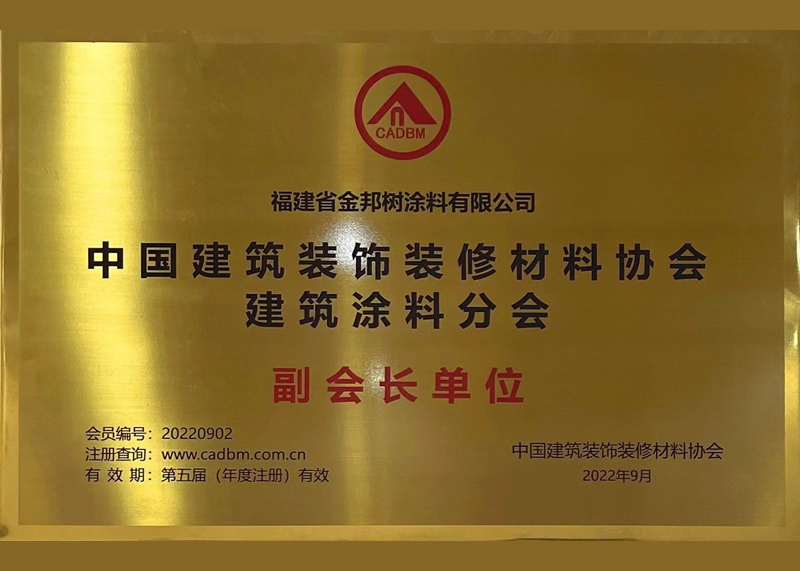 CADBM
福建省金邦树涂料有限公司
中国建筑装饰装修材料协会
建筑涂料分会
副会长单位
会员编号：20220902
注册查询：www.cadbm.com.cn
有 效 期：第五届（年度注册）有效
中国建筑装饰装修材料协会
2022年9月